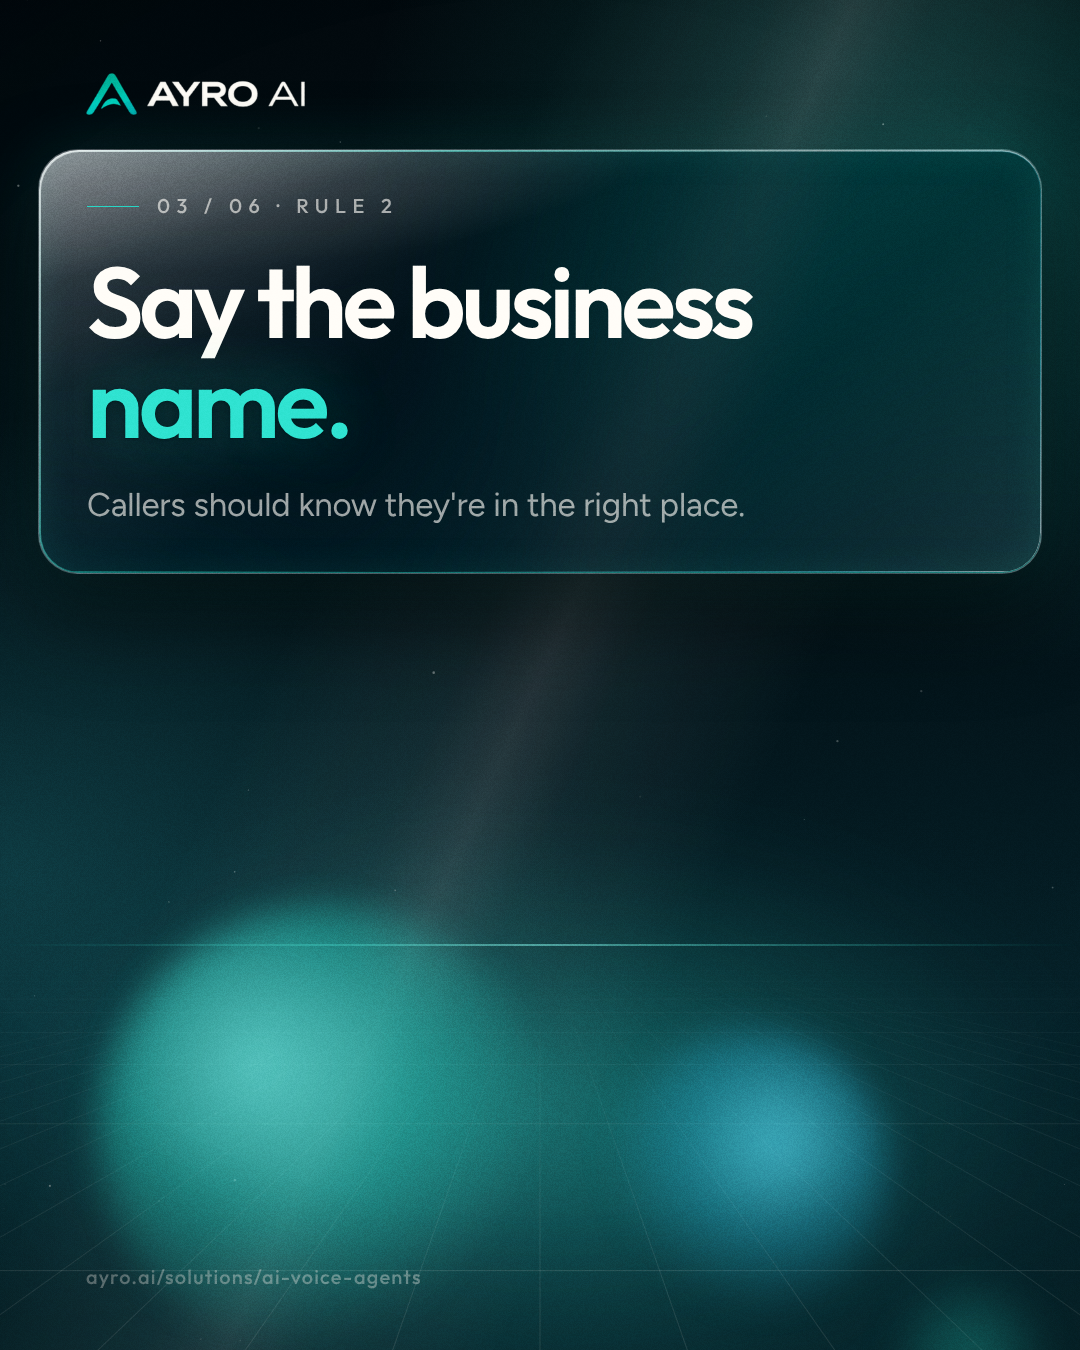 AYRO AI
03 / 06 · RULE 2
Say the business
name.
Callers should know they're in the right place.
ayro.ai/solutions/ai-voice-agents